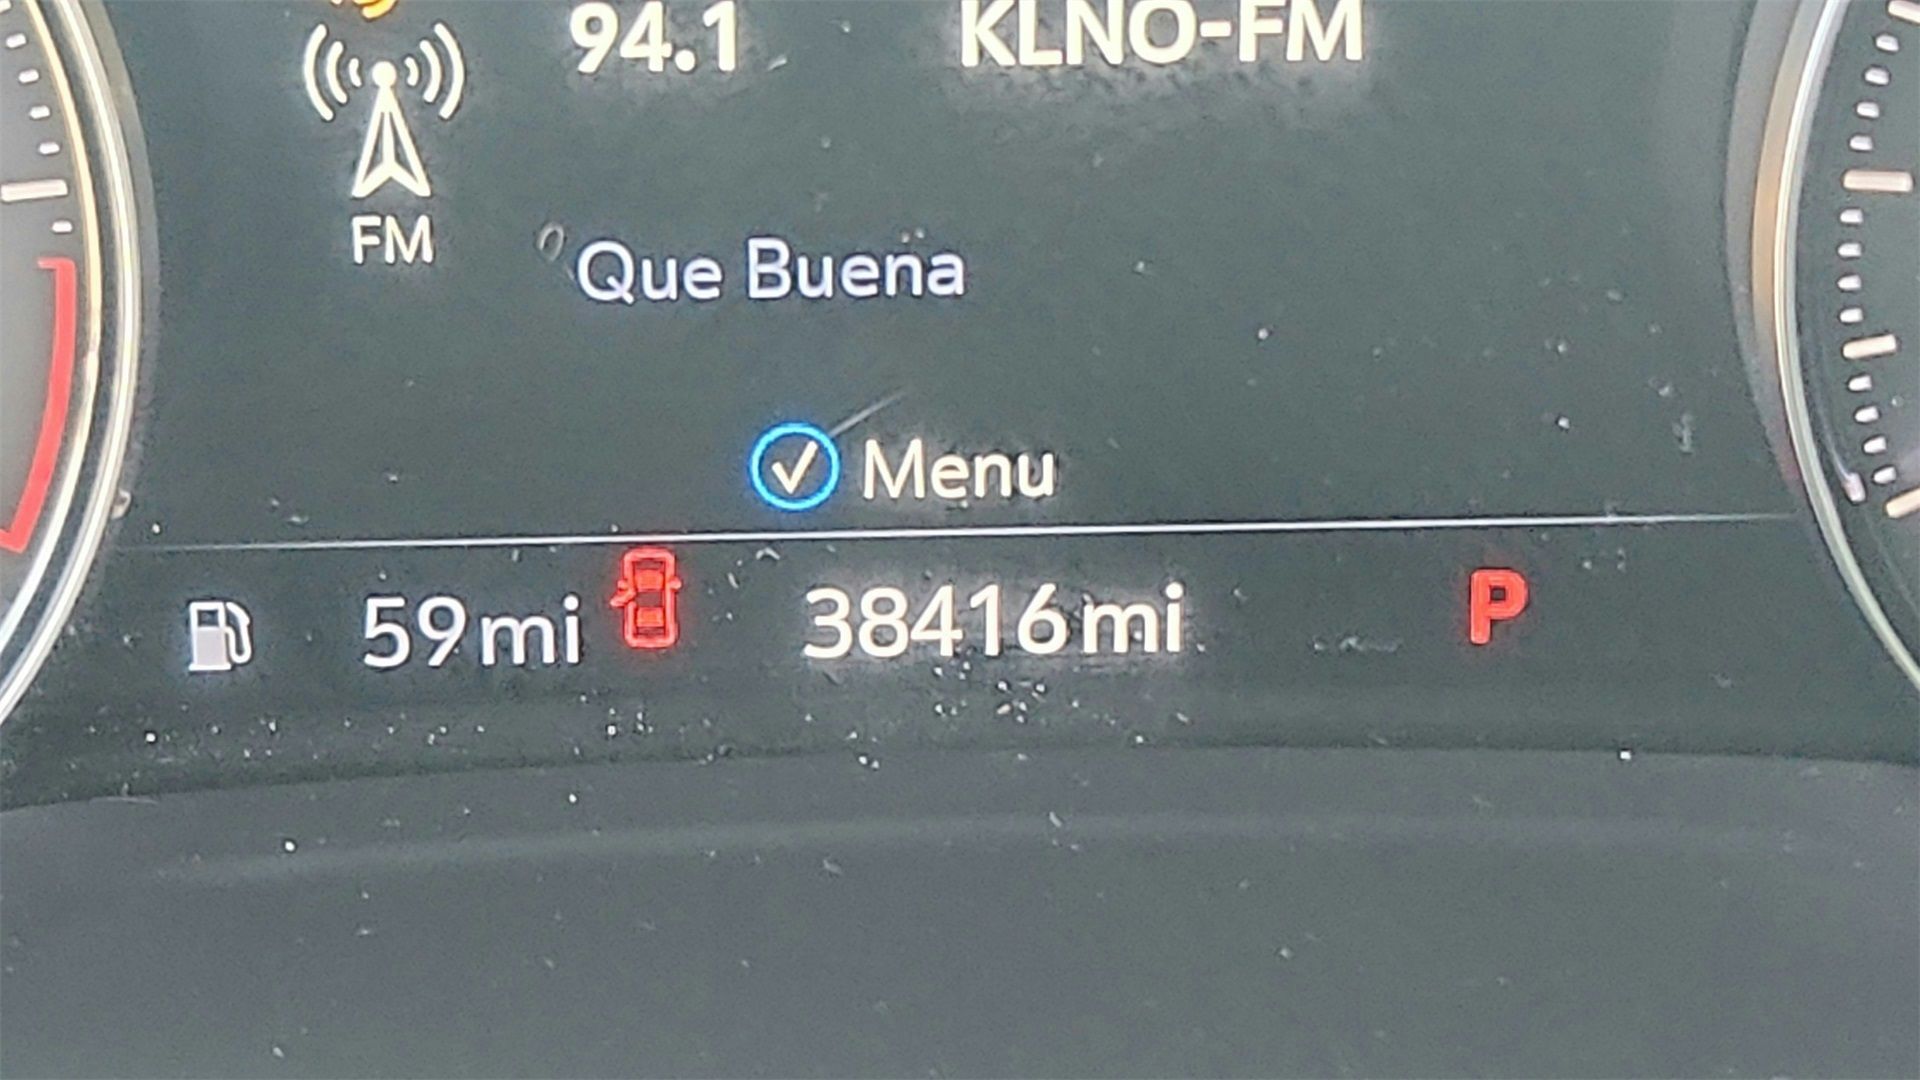 94.1 KLNO-FM
FM
Que Buena
Menu
59mi 38416mi P